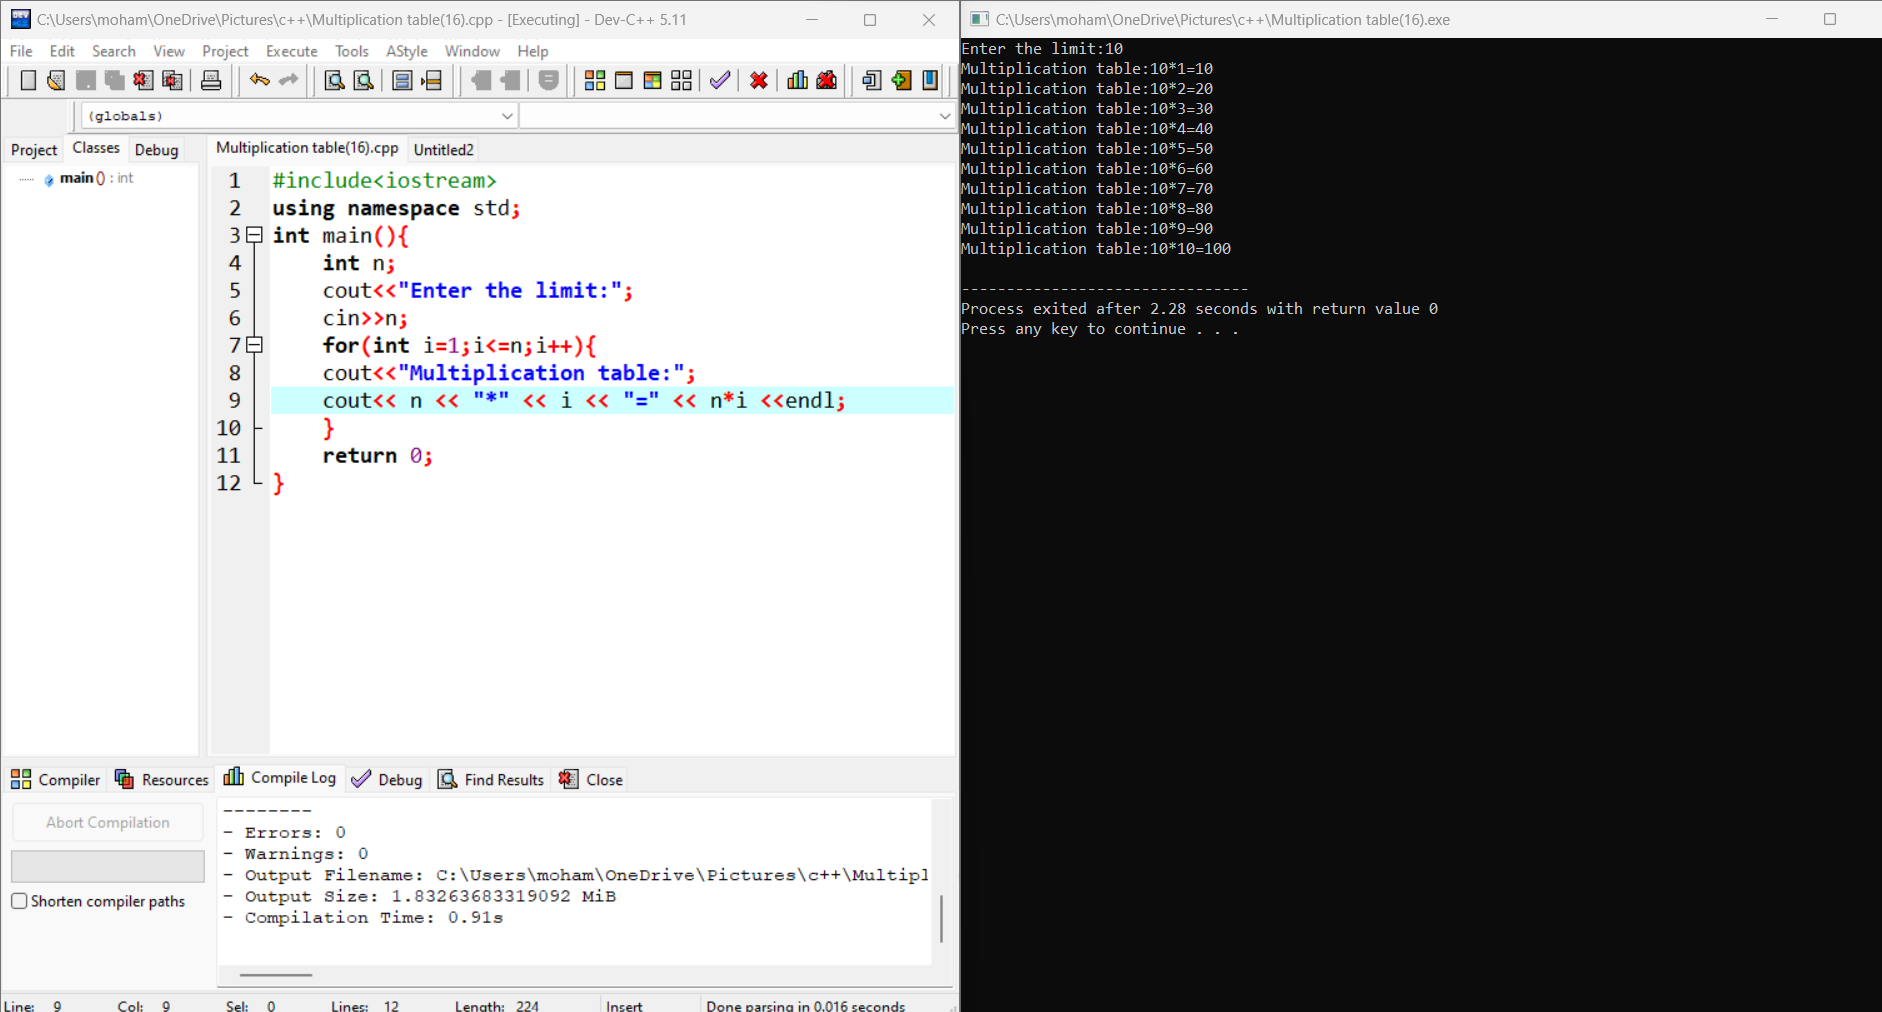 C:\Users\moham\OneDrive\Pictures\c++\Multiplication table(16).cpp - [Executing] - Dev-C++ 5.11
File Edit Search View Project Execute Tools AStyle Window Help
(globals)
Project Classes Debug
main () : int
Multiplication table(16).cpp Untitled2
1 #include<iostream>
2 using namespace std;
3 int main(){
4 int n;
5 cout<<"Enter the limit:";
6 cin>>n;
7 for(int i=1;i<=n;i++){
8 cout<<"Multiplication table:";
9 cout<< n << "*" << i << "=" << n*i <<endl;
10 }
11 return 0;
12 }
Compiler Resources Compile Log Debug Find Results Close
Abort Compilation
Shorten compiler paths
--------
- Errors: 0
- Warnings: 0
- Output Filename: C:\Users\moham\OneDrive\Pictures\c++\Multipl
- Output Size: 1.83263683319092 MiB
- Compilation Time: 0.91s
Line: 9 Col: 9 Sel: 0 Lines: 12 Length: 224 Insert Done parsing in 0.016 seconds
C:\Users\moham\OneDrive\Pictures\c++\Multiplication table(16).exe
Enter the limit:10
Multiplication table:10*1=10
Multiplication table:10*2=20
Multiplication table:10*3=30
Multiplication table:10*4=40
Multiplication table:10*5=50
Multiplication table:10*6=60
Multiplication table:10*7=70
Multiplication table:10*8=80
Multiplication table:10*9=90
Multiplication table:10*10=100
--------------------------------
Process exited after 2.28 seconds with return value 0
Press any key to continue . . .